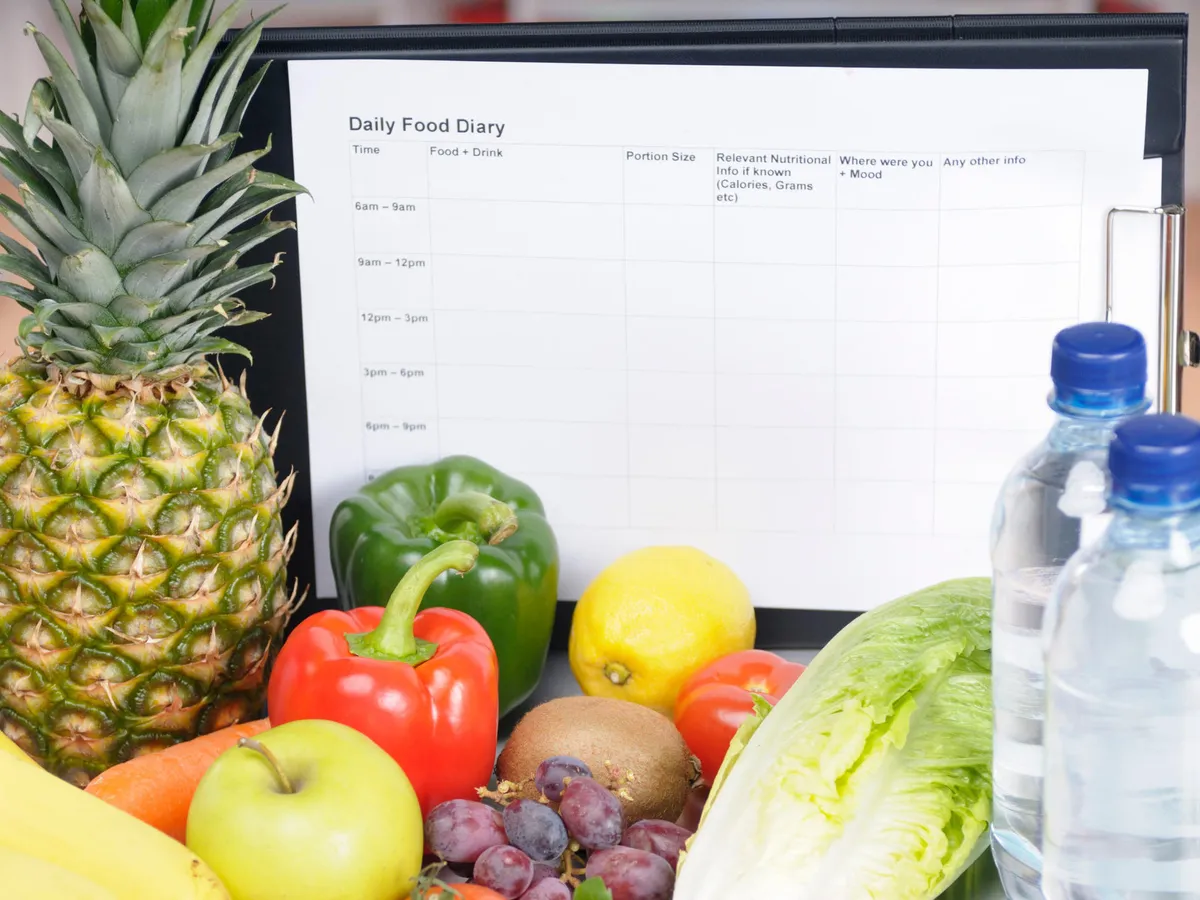 Daily Food Diary
Time
Food + Drink
Portion Size
Relevant Nutritional
Info if known
(Calories, Grams
etc)
Where were you
+ Mood
Any other info
6am – 9am
9am – 12pm
12pm – 3pm
3pm – 6pm
6pm – 9pm